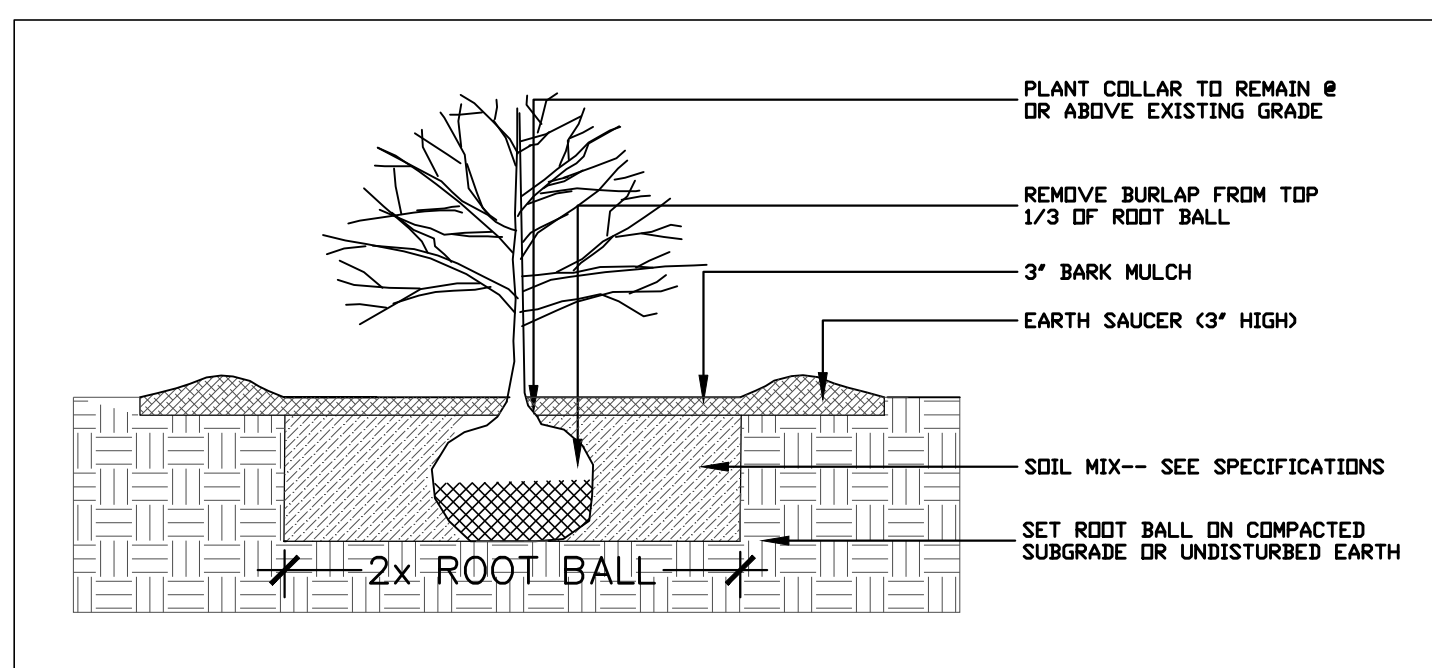 PLANT COLLAR TO REMAIN @
OR ABOVE EXISTING GRADE
REMOVE BURLAP FROM TOP
1/3 OF ROOT BALL
3" BARK MULCH
EARTH SAUCER (3" HIGH)
SOIL MIX-- SEE SPECIFICATIONS
SET ROOT BALL ON COMPACTED
SUBGRADE OR UNDISTURBED EARTH
2x ROOT BALL